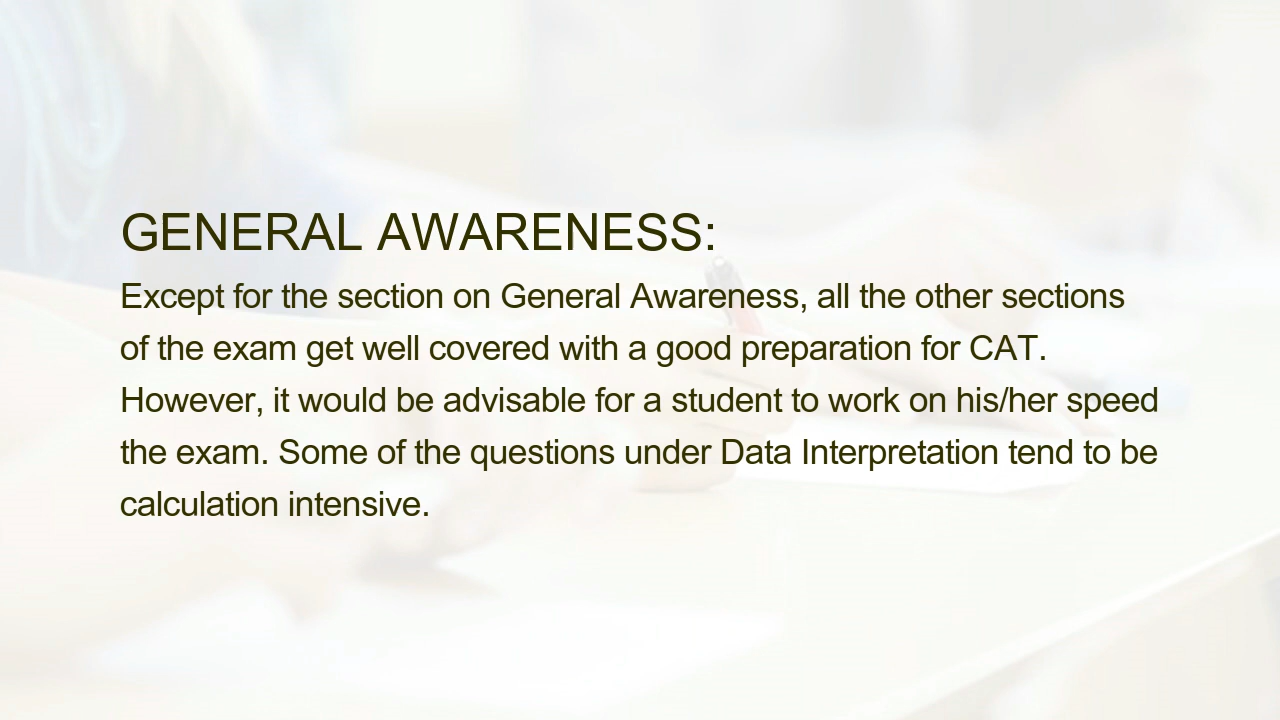 GENERAL AWARENESS:
Except for the section on General Awareness, all the other sections
of the exam get well covered with a good preparation for CAT.
However, it would be advisable for a student to work on his/her speed
the exam. Some of the questions under Data Interpretation tend to be
calculation intensive.